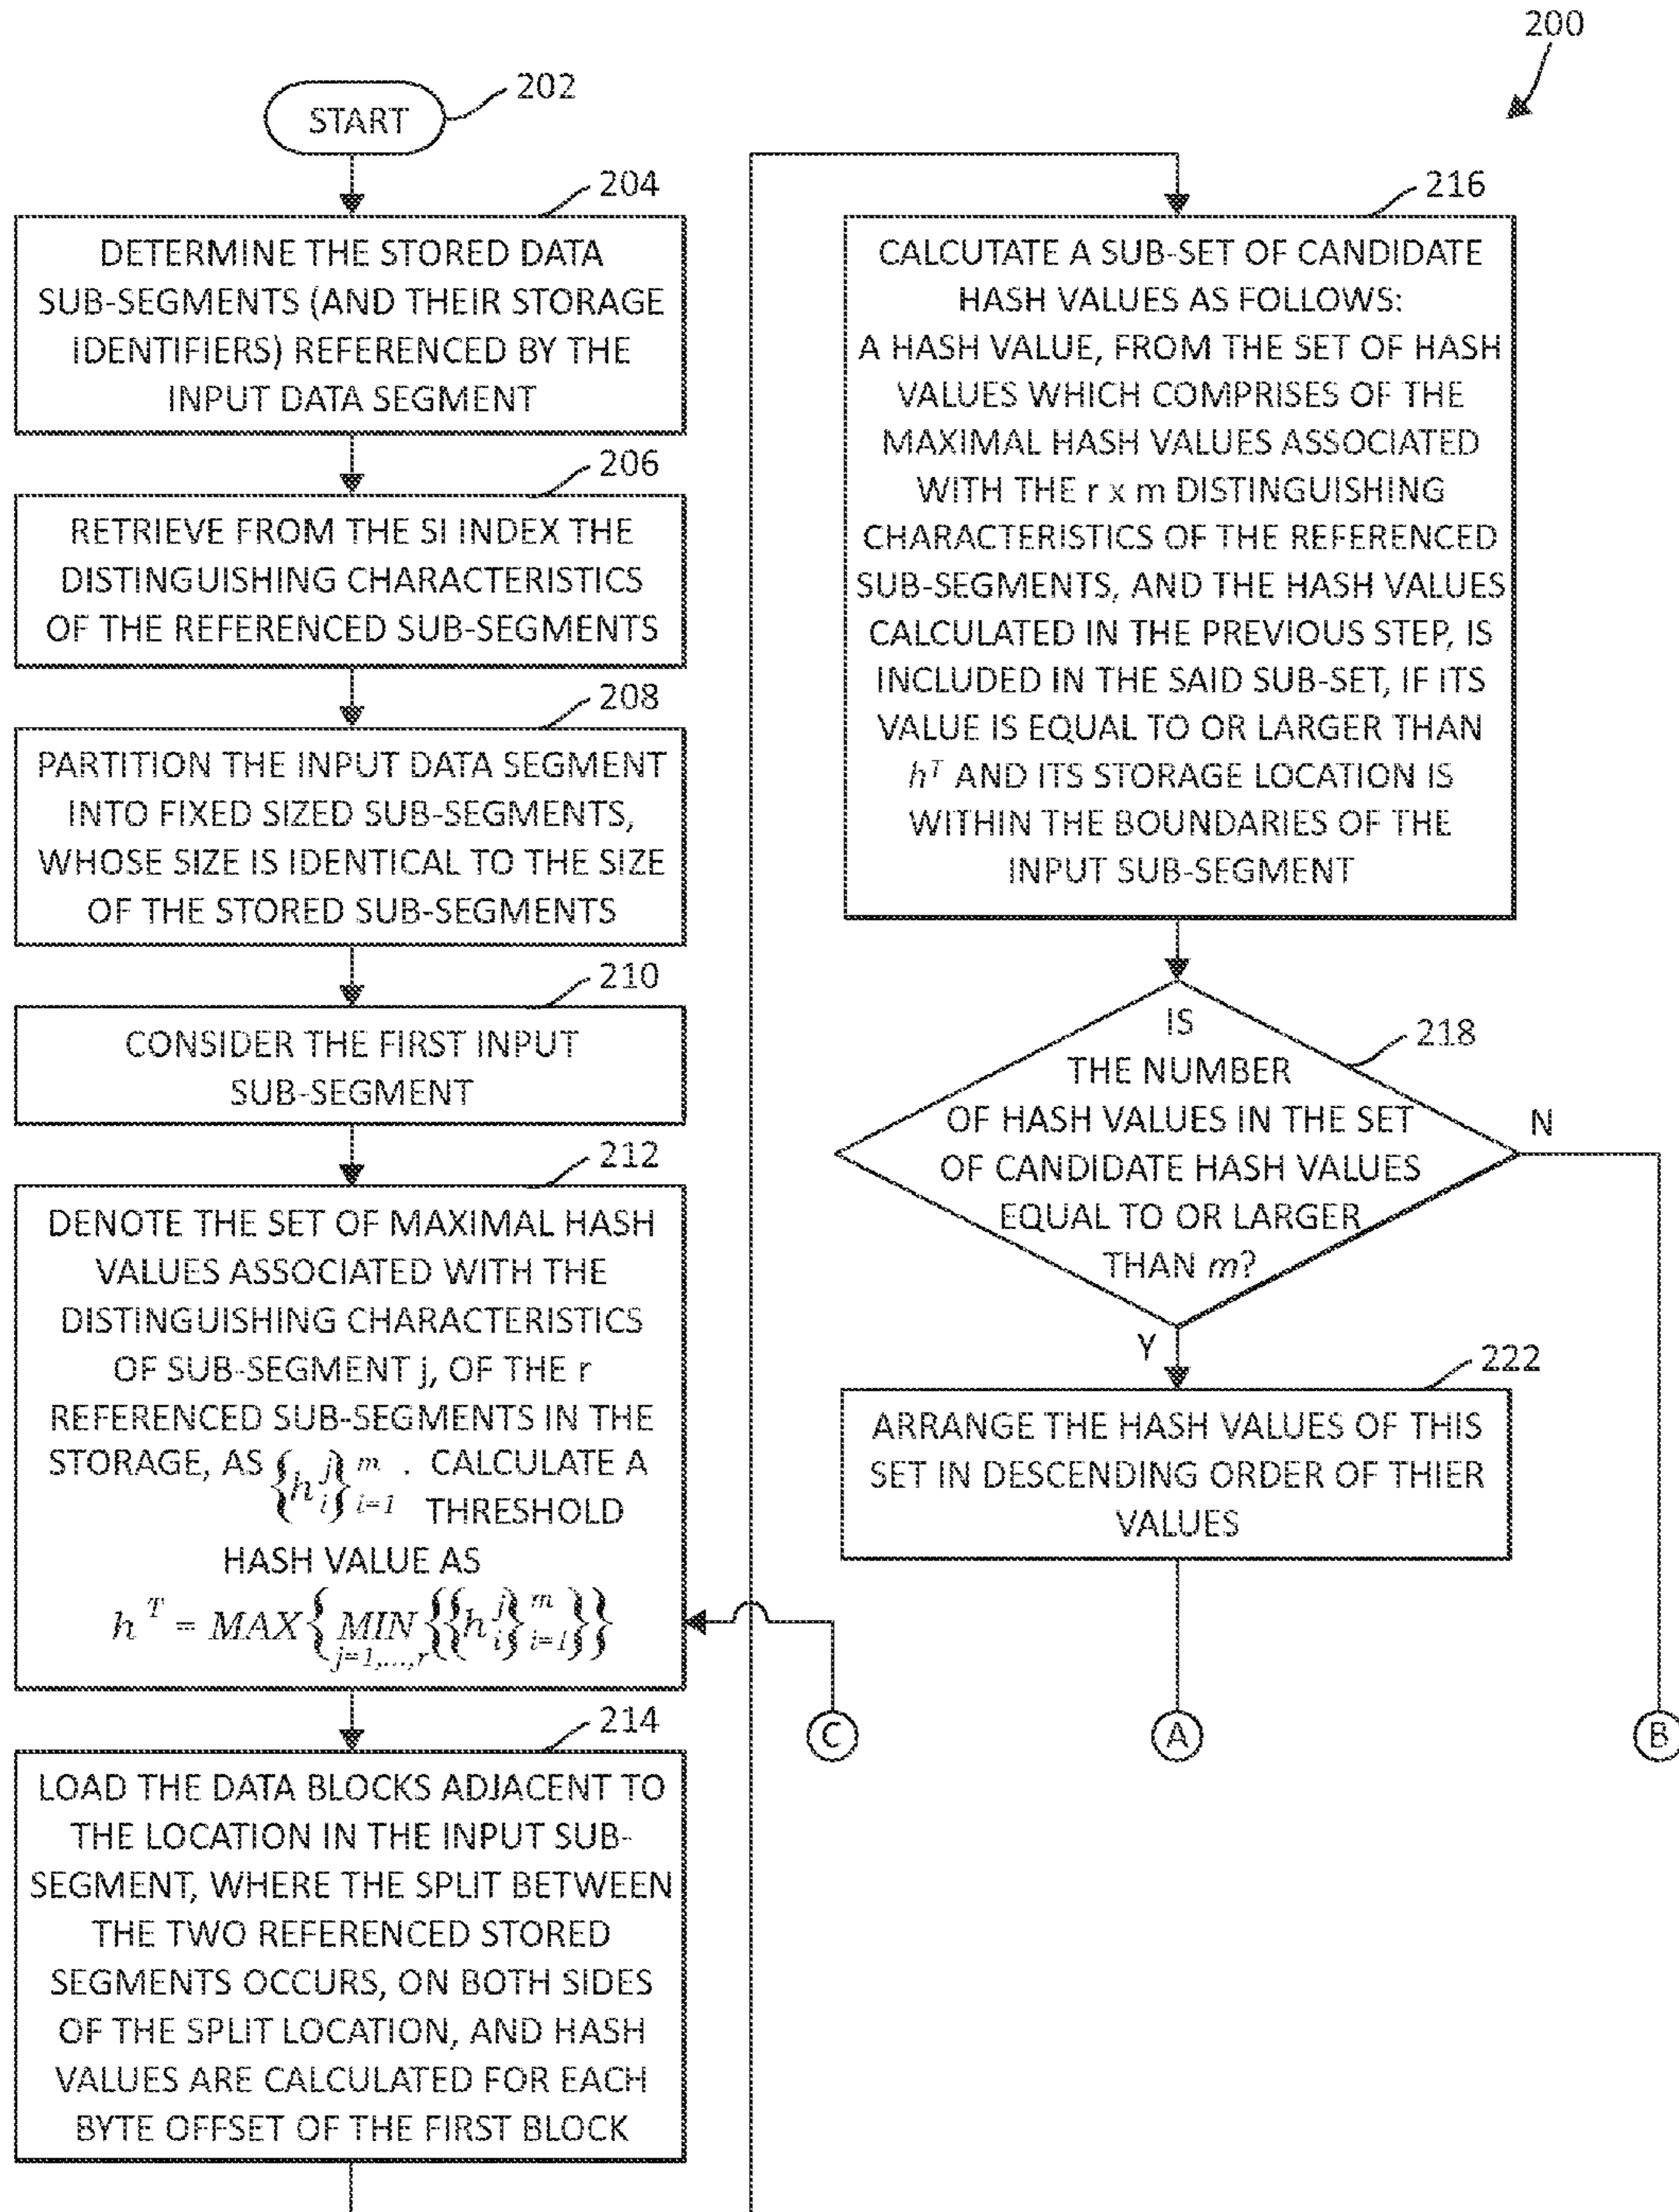 200
START
202
204
DETERMINE THE STORED DATA
SUB-SEGMENTS (AND THEIR STORAGE
IDENTIFIERS) REFERENCED BY THE
INPUT DATA SEGMENT
206
RETRIEVE FROM THE SI INDEX THE
DISTINGUISHING CHARACTERISTICS
OF THE REFERENCED SUB-SEGMENTS
208
PARTITION THE INPUT DATA SEGMENT
INTO FIXED SIZED SUB-SEGMENTS,
WHOSE SIZE IS IDENTICAL TO THE SIZE
OF THE STORED SUB-SEGMENTS
210
CONSIDER THE FIRST INPUT
SUB-SEGMENT
212
DENOTE THE SET OF MAXIMAL HASH
VALUES ASSOCIATED WITH THE
DISTINGUISHING CHARACTERISTICS
OF SUB-SEGMENT j, OF THE r
REFERENCED SUB-SEGMENTS IN THE
STORAGE, AS {h_i^j}_{i=1}^m . CALCULATE A
THRESHOLD
HASH VALUE AS
h^T = MAX{MIN_{j=1,...,r}{{h_i^j}_{i=1}^m}}
214
LOAD THE DATA BLOCKS ADJACENT TO
THE LOCATION IN THE INPUT SUB-
SEGMENT, WHERE THE SPLIT BETWEEN
THE TWO REFERENCED STORED
SEGMENTS OCCURS, ON BOTH SIDES
OF THE SPLIT LOCATION, AND HASH
VALUES ARE CALCULATED FOR EACH
BYTE OFFSET OF THE FIRST BLOCK
216
CALCUTATE A SUB-SET OF CANDIDATE
HASH VALUES AS FOLLOWS:
A HASH VALUE, FROM THE SET OF HASH
VALUES WHICH COMPRISES OF THE
MAXIMAL HASH VALUES ASSOCIATED
WITH THE r x m DISTINGUISHING
CHARACTERISTICS OF THE REFERENCED
SUB-SEGMENTS, AND THE HASH VALUES
CALCULATED IN THE PREVIOUS STEP, IS
INCLUDED IN THE SAID SUB-SET, IF ITS
VALUE IS EQUAL TO OR LARGER THAN
h^T AND ITS STORAGE LOCATION IS
WITHIN THE BOUNDARIES OF THE
INPUT SUB-SEGMENT
218
IS
THE NUMBER
OF HASH VALUES IN THE SET
OF CANDIDATE HASH VALUES
EQUAL TO OR LARGER
THAN m?
N
Y
222
ARRANGE THE HASH VALUES OF THIS
SET IN DESCENDING ORDER OF THIER
VALUES
C
A
B